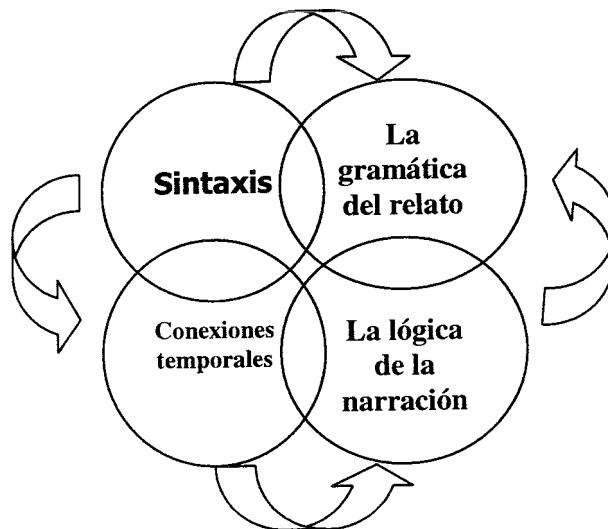 Sintaxis
La
gramática
del relato
Conexiones
temporales
La lógica
de la
narración